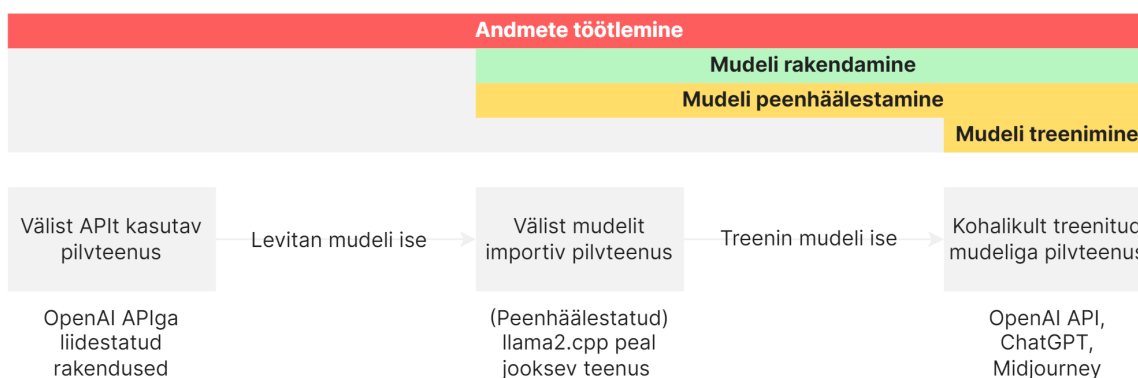 Andmete töötlemine
Mudeli rakendamine
Mudeli peenhäälestamine
Mudeli treenimine
Välist APIt kasutav
pilvteenus
Levitan mudeli ise
Välist mudelit
importiv pilvteenus
Treenin mudeli ise
Kohalikult treenitud
mudeliga pilvteenus
OpenAI APIga
liidestatud
rakendused
(Peenhäälestatud)
llama2.cpp peal
jooksev teenus
OpenAI API,
ChatGPT,
Midjourney